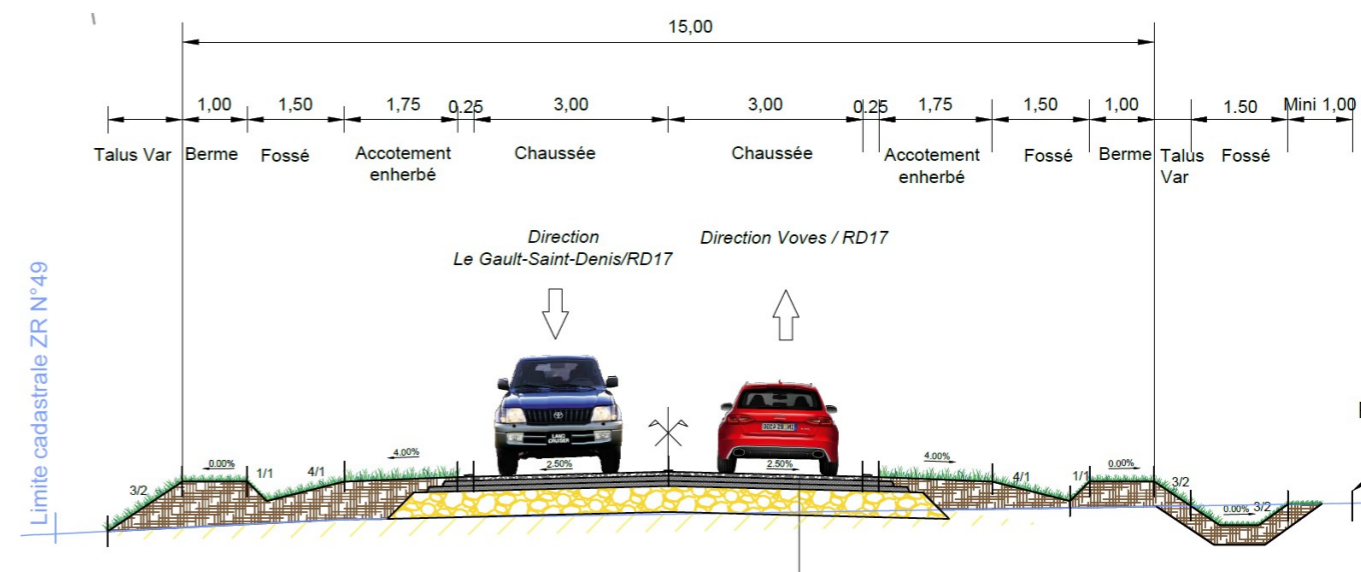 15,00
1,00 1,50 1,75 0.25 3,00 3,00 0.25 1,75 1,50 1,00 1.50 Mini 1,00
Talus Var Berme Fossé Accotement enherbé Chaussée Chaussée Accotement enherbé Fossé Berme Talus Var Fossé
Direction
Le Gault-Saint-Denis/RD17
Direction Voves / RD17
Limite cadastrale ZR N°49
3/2 0.00% 1/1 4/1 4.00% 2.50% 2.50% 4.00% 4/1 1/1 0.00% 3/2 0.00% 3/2
LAND
CRUISER